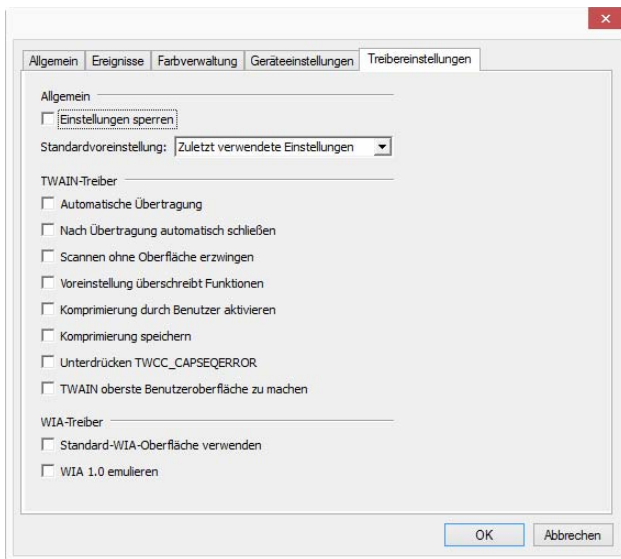 Allgemein Ereignisse Farbverwaltung Geräteeinstellungen Treibereinstellungen
Allgemein
Einstellungen sperren
Standardvoreinstellung: Zuletzt verwendete Einstellungen
TWAIN-Treiber
Automatische Übertragung
Nach Übertragung automatisch schließen
Scannen ohne Oberfläche erzwingen
Voreinstellung überschreibt Funktionen
Komprimierung durch Benutzer aktivieren
Komprimierung speichern
Unterdrücken TWCC_CAPSEQERROR
TWAIN oberste Benutzeroberfläche zu machen
WIA-Treiber
Standard-WIA-Oberfläche verwenden
WIA 1.0 emulieren
OK Abbrechen